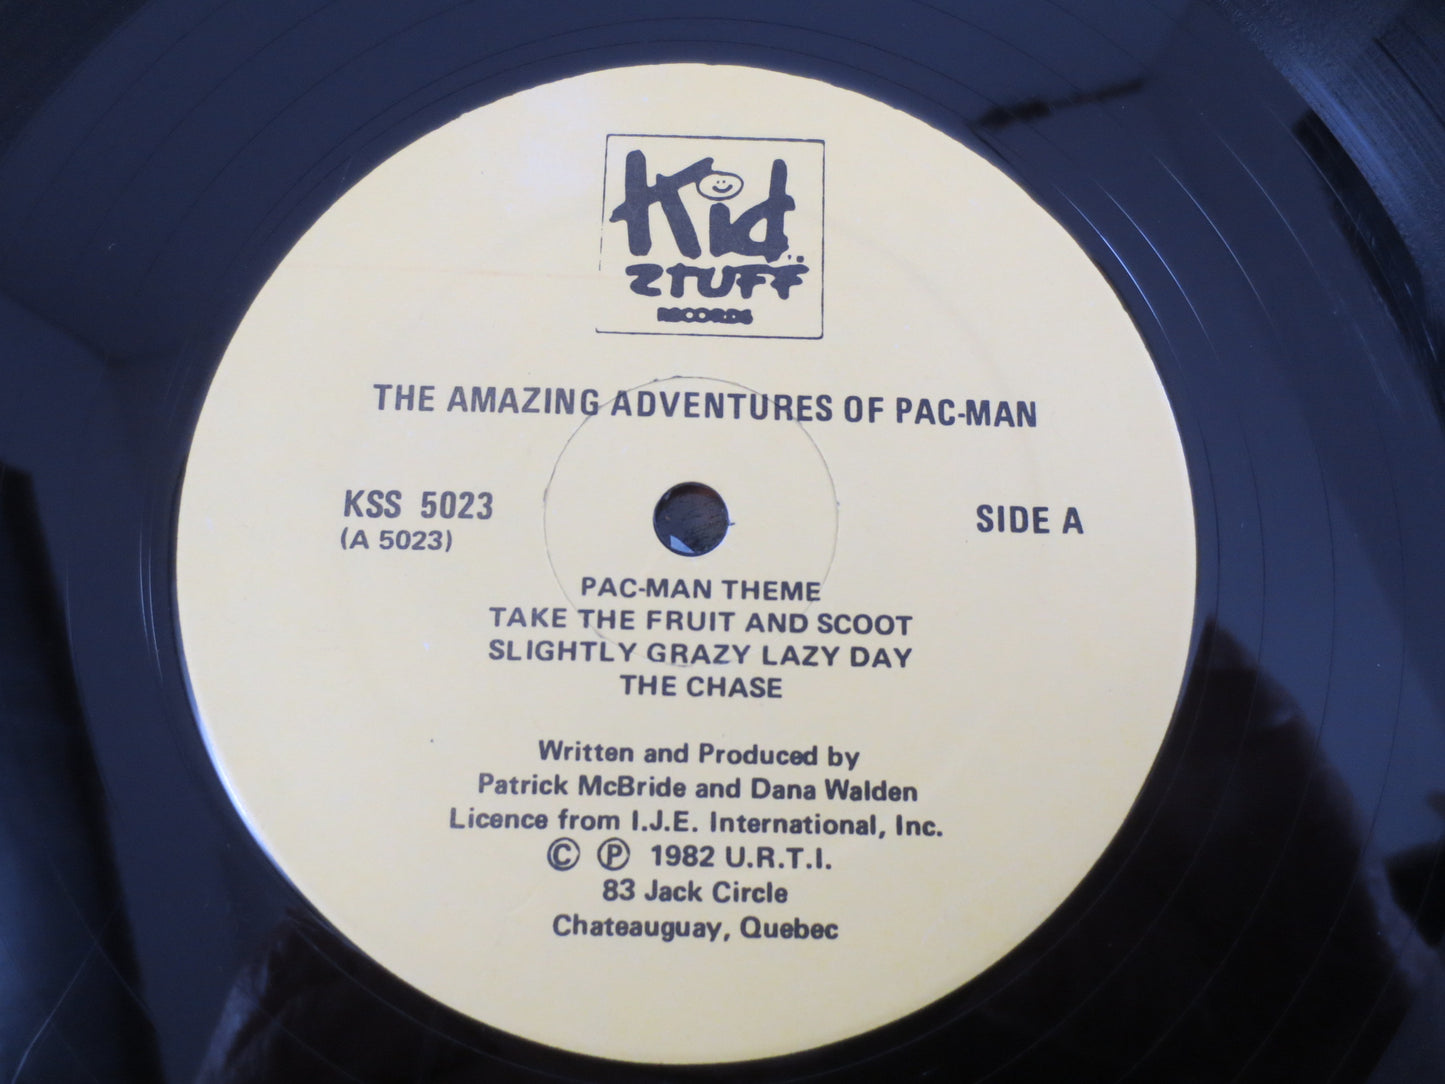 Kid
STUFF
RECORDS
THE AMAZING ADVENTURES OF PAC-MAN
KSS 5023
(A 5023)
SIDE A
PAC-MAN THEME
TAKE THE FRUIT AND SCOOT
SLIGHTLY GRAZY LAZY DAY
THE CHASE
Written and Produced by
Patrick McBride and Dana Walden
Licence from I.J.E. International, Inc.
© ℗ 1982 U.R.T.I.
83 Jack Circle
Chateauguay, Quebec